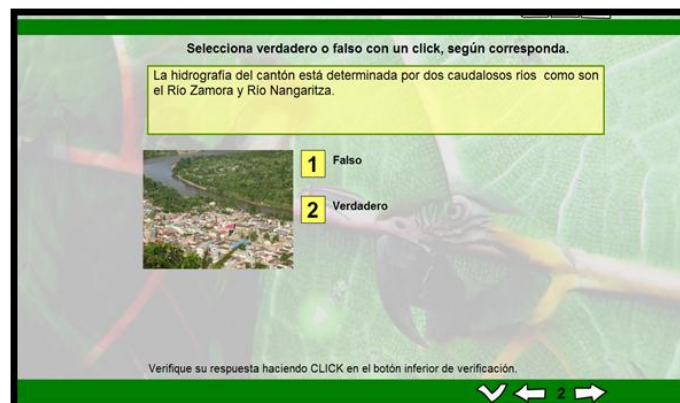 Selecciona verdadero o falso con un click, según corresponda.
La hidrografía del cantón está determinada por dos caudalosos ríos como son
el Río Zamora y Río Nangaritza.
1 Falso
2 Verdadero
Verifique su respuesta haciendo CLICK en el botón inferior de verificación.
2